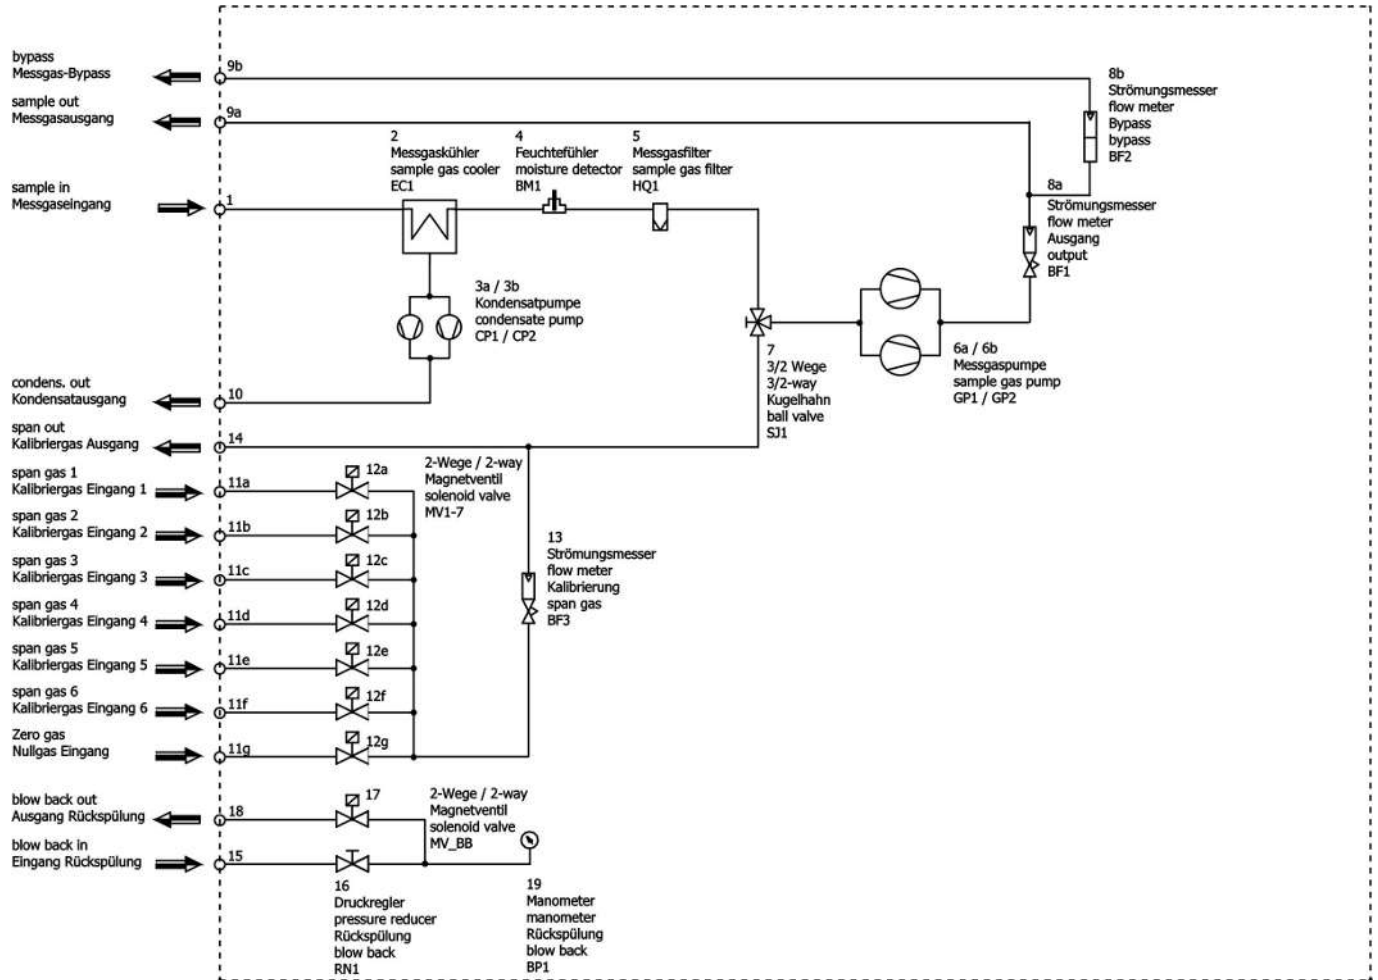 bypass
Messgas-Bypass
9b
sample out
Messgasausgang
9a
8b
Strömungsmesser
flow meter
Bypass
bypass
BF2
2
Messgaskühler
sample gas cooler
EC1
4
Feuchtefühler
moisture detector
BM1
5
Messgasfilter
sample gas filter
HQ1
sample in
Messgaseingang
1
8a
Strömungsmesser
flow meter
Ausgang
output
BF1
3a / 3b
Kondensatpumpe
condensate pump
CP1 / CP2
7
3/2 Wege
3/2-way
Kugelhahn
ball valve
SJ1
6a / 6b
Messgaspumpe
sample gas pump
GP1 / GP2
condens. out
Kondensatausgang
10
span out
Kalibriergas Ausgang
14
span gas 1
Kalibriergas Eingang 1
11a
12a
2-Wege / 2-way
Magnetventil
solenoid valve
MV1-7
span gas 2
Kalibriergas Eingang 2
11b
12b
span gas 3
Kalibriergas Eingang 3
11c
12c
13
Strömungsmesser
flow meter
Kalibrierung
span gas
BF3
span gas 4
Kalibriergas Eingang 4
11d
12d
span gas 5
Kalibriergas Eingang 5
11e
12e
span gas 6
Kalibriergas Eingang 6
11f
12f
Zero gas
Nullgas Eingang
11g
12g
blow back out
Ausgang Rückspülung
18
17
2-Wege / 2-way
Magnetventil
solenoid valve
MV_BB
blow back in
Eingang Rückspülung
15
16
Druckregler
pressure reducer
Rückspülung
blow back
RN1
19
Manometer
manometer
Rückspülung
blow back
BP1